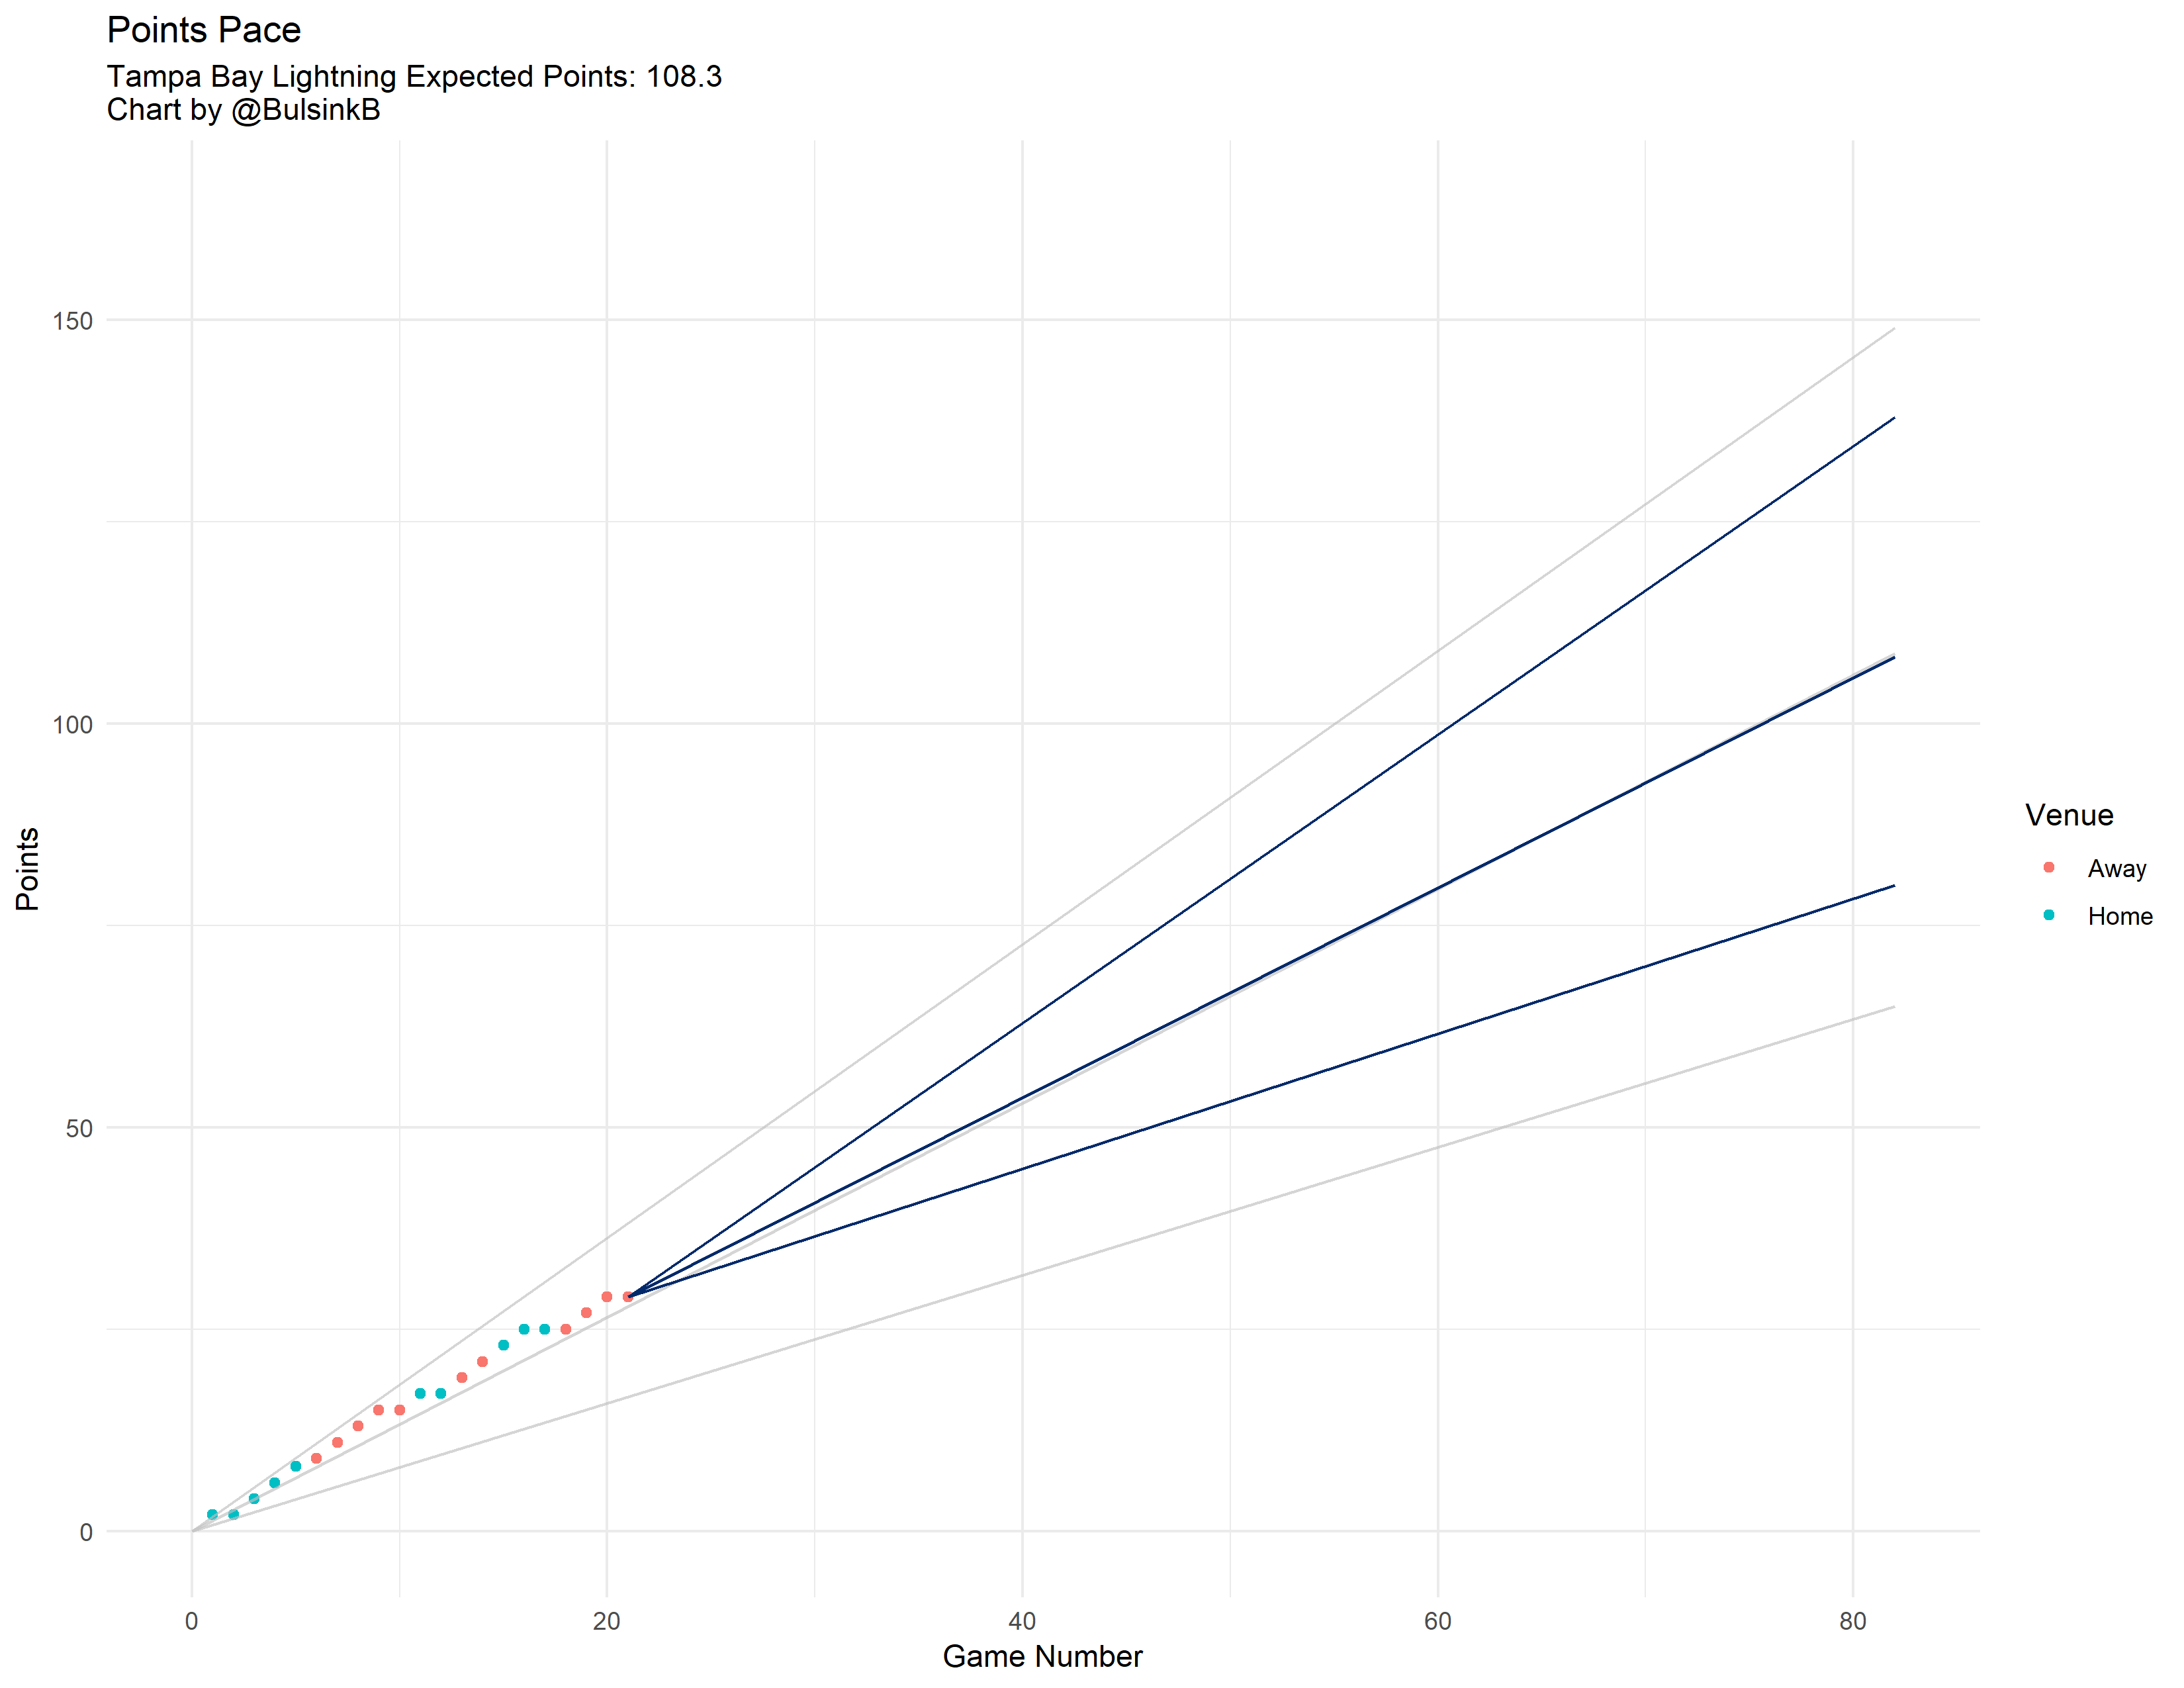 Points Pace
Tampa Bay Lightning Expected Points: 108.3
Chart by @BulsinkB
150
100
50
0
Points
0 20 40 60 80
Game Number
Venue
Away
Home